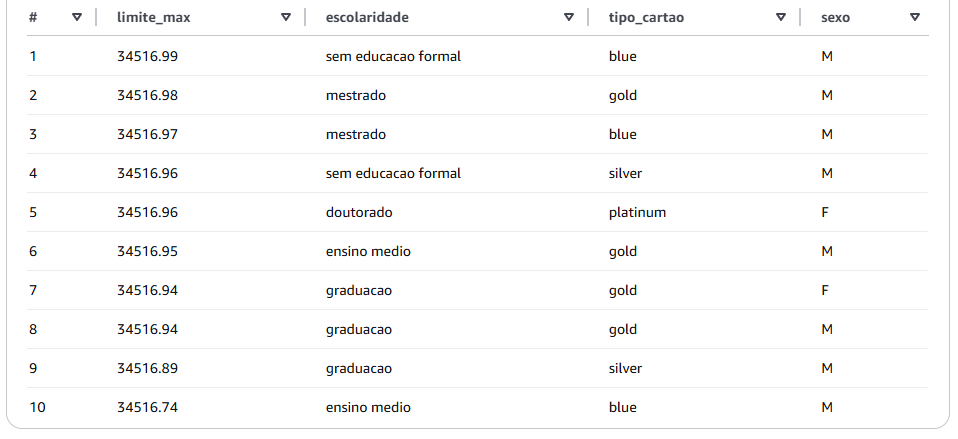 # limite_max escolaridade tipo_cartao sexo
1 34516.99 sem educacao formal blue M
2 34516.98 mestrado gold M
3 34516.97 mestrado blue M
4 34516.96 sem educacao formal silver M
5 34516.96 doutorado platinum F
6 34516.95 ensino medio gold M
7 34516.94 graduacao gold F
8 34516.94 graduacao gold M
9 34516.89 graduacao silver M
10 34516.74 ensino medio blue M